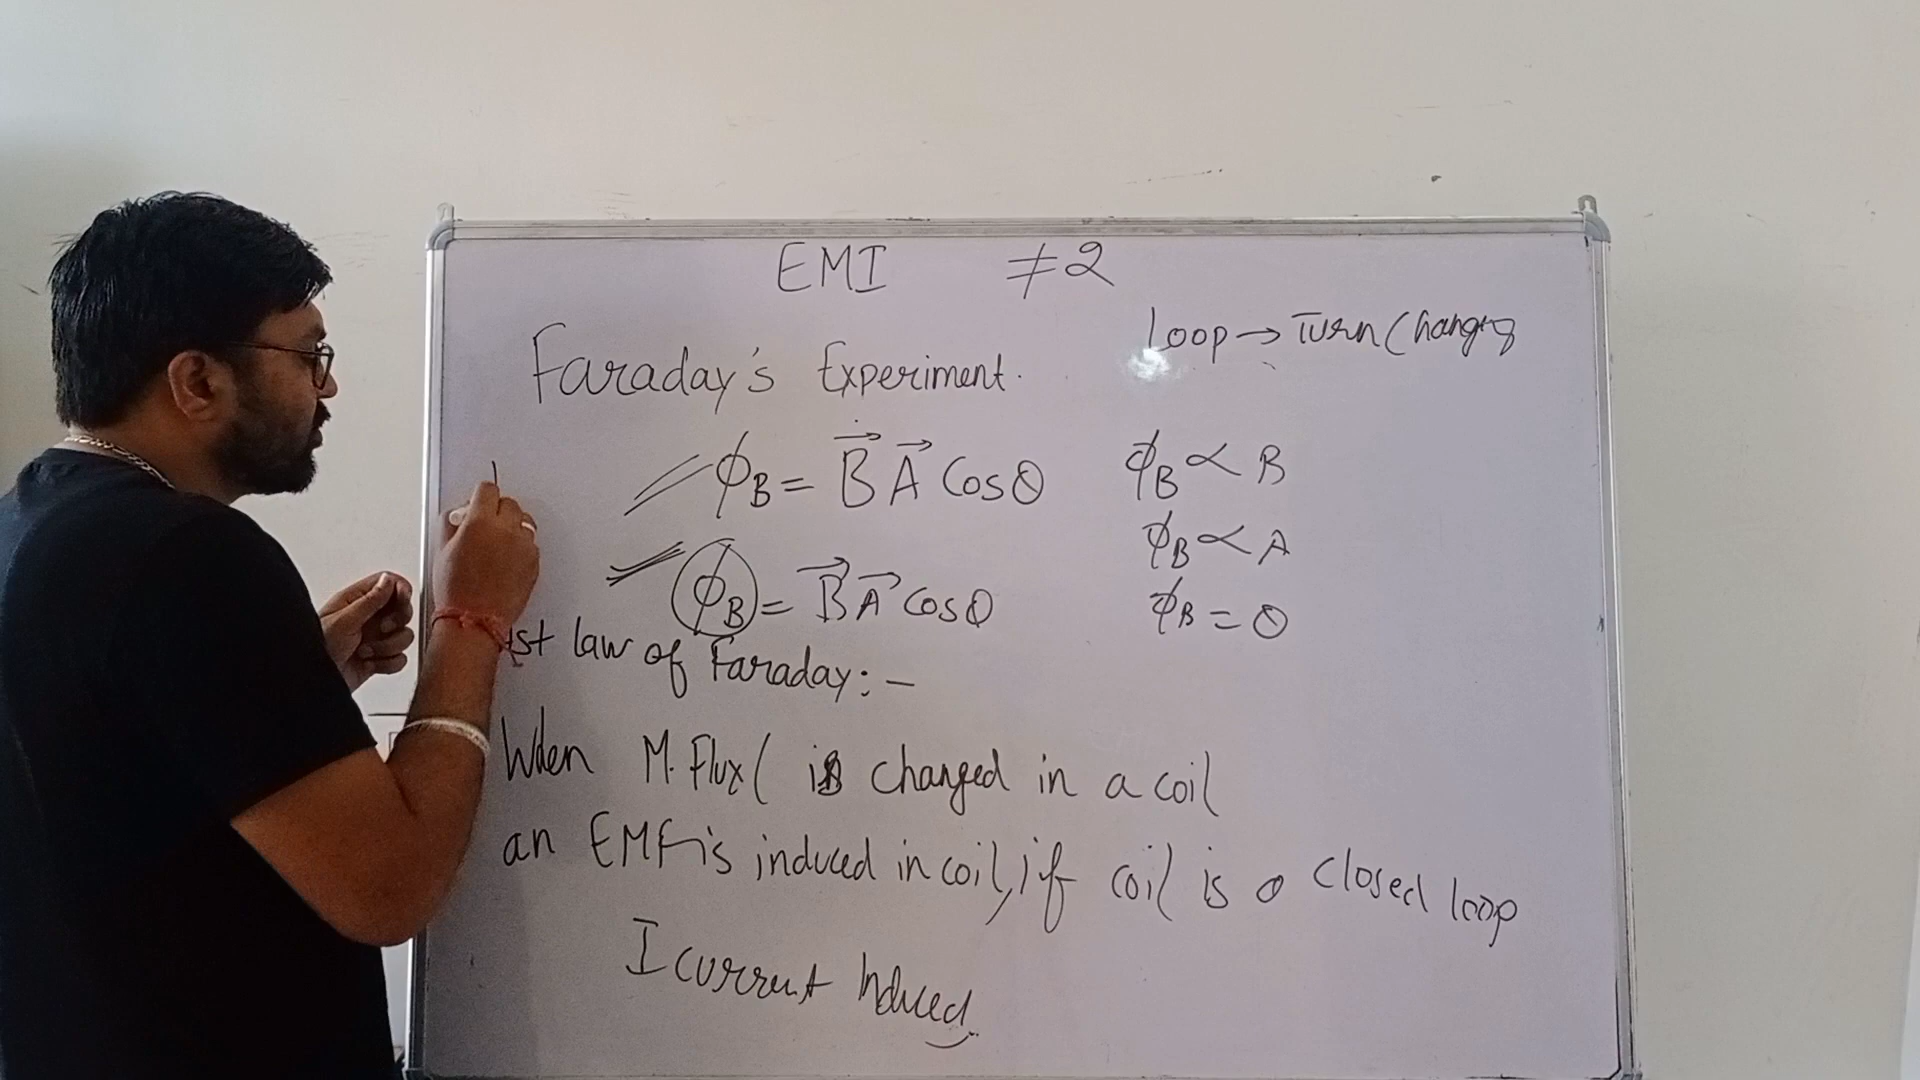 EMI ≠2
Loop → Turn Changing
Faraday's Experiment.
ϕB = B⃗ A⃗ Cosθ
ϕB ∝ B
ϕB ∝ A
ϕB = B⃗ A⃗ cosθ
ϕB = θ
1st law of Faraday:-
When M. Flux( is changed in a coil
an EMF is induced in coil, if coil is a closed loop
I current Induced.